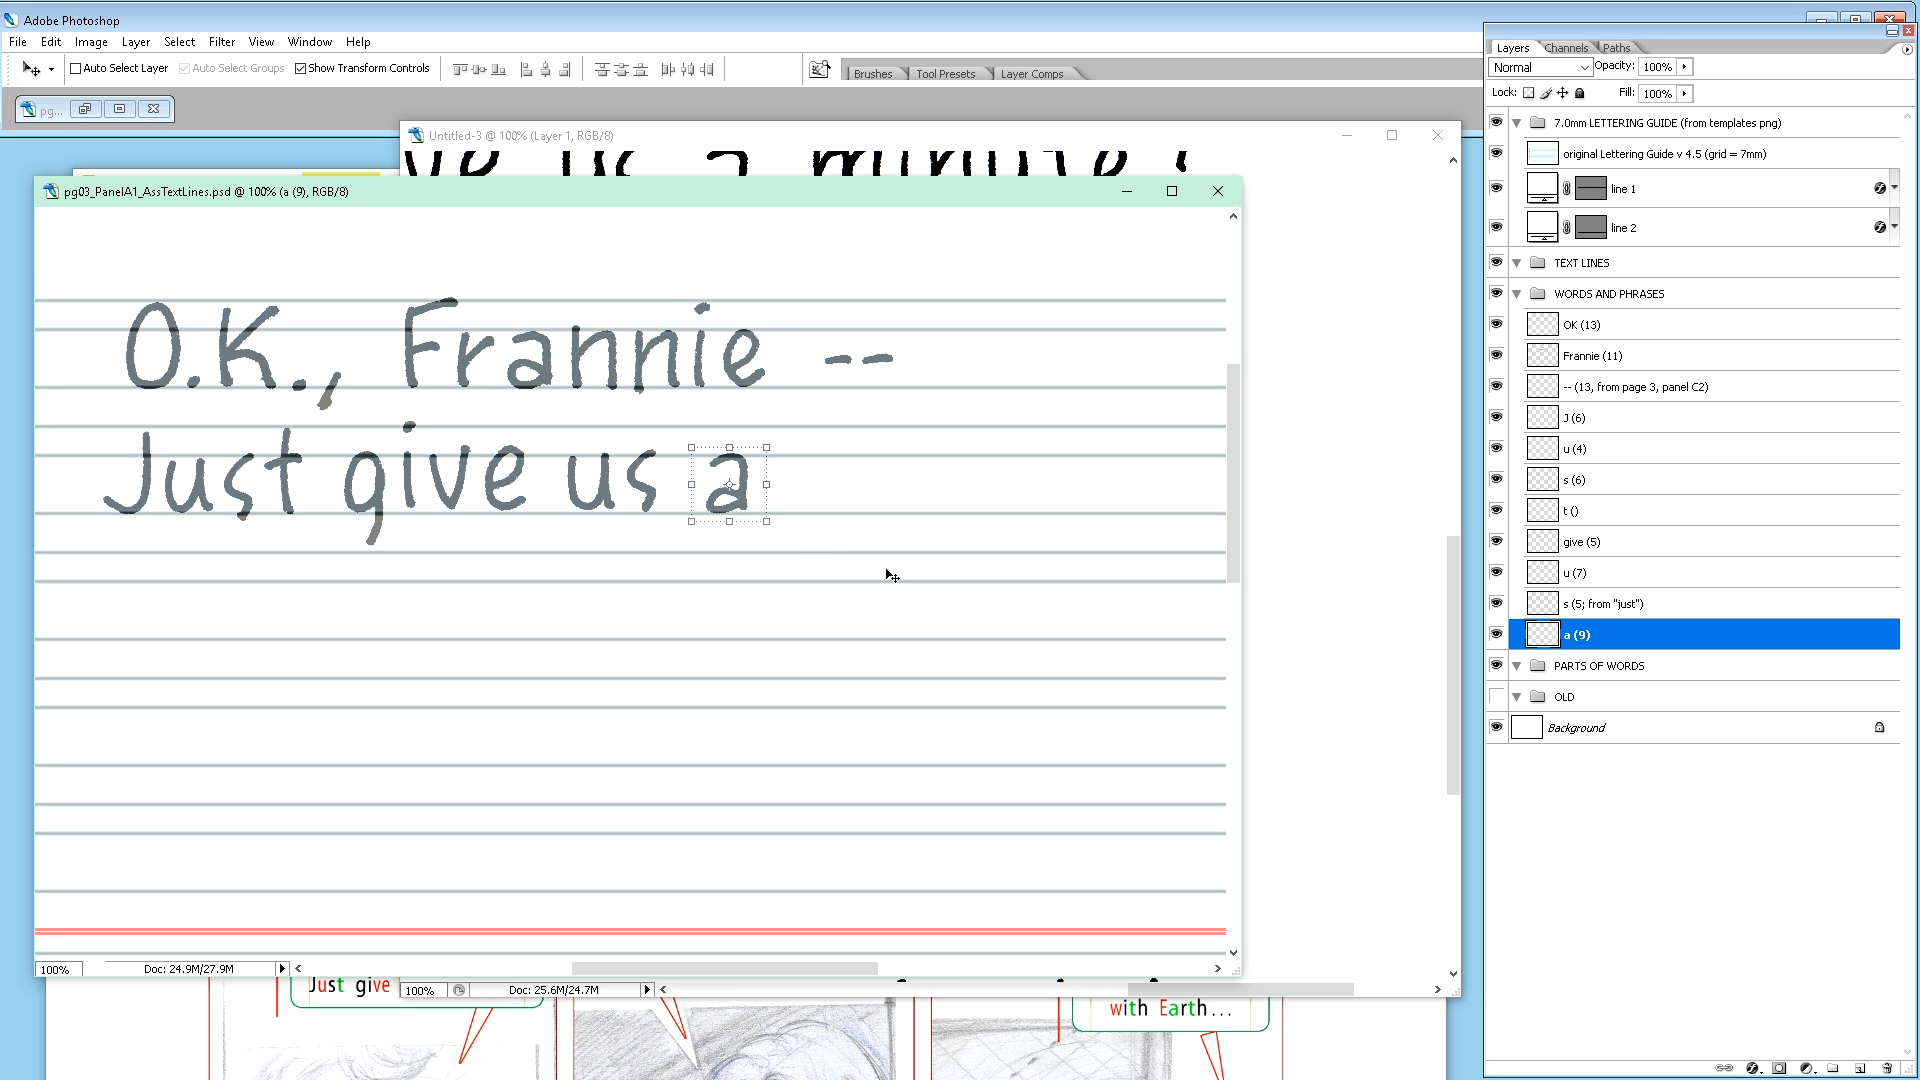 Adobe Photoshop
File Edit Image Layer Select Filter View Window Help
Auto Select Layer Auto Select Groups Show Transform Controls
Brushes Tool Presets Layer Comps
pg...
Untitled-3 @ 100% (Layer 1, RGB/8)
ve us a minute!
pg03_PanelA1_AssTextLines.psd @ 100% (a (9), RGB/8)
O.K., Frannie --
Just give us a
100% Doc: 24.9M/27.9M
Just give
100% Doc: 25.6M/24.7M
with Earth...
Layers Channels Paths
Normal Opacity: 100%
Lock: Fill: 100%
7.0mm LETTERING GUIDE (from templates png)
original Lettering Guide v 4.5 (grid = 7mm)
line 1
line 2
TEXT LINES
WORDS AND PHRASES
OK (13)
Frannie (11)
-- (13, from page 3, panel C2)
J (6)
u (4)
s (6)
t ()
give (5)
u (7)
s (5; from "just")
a (9)
PARTS OF WORDS
OLD
Background